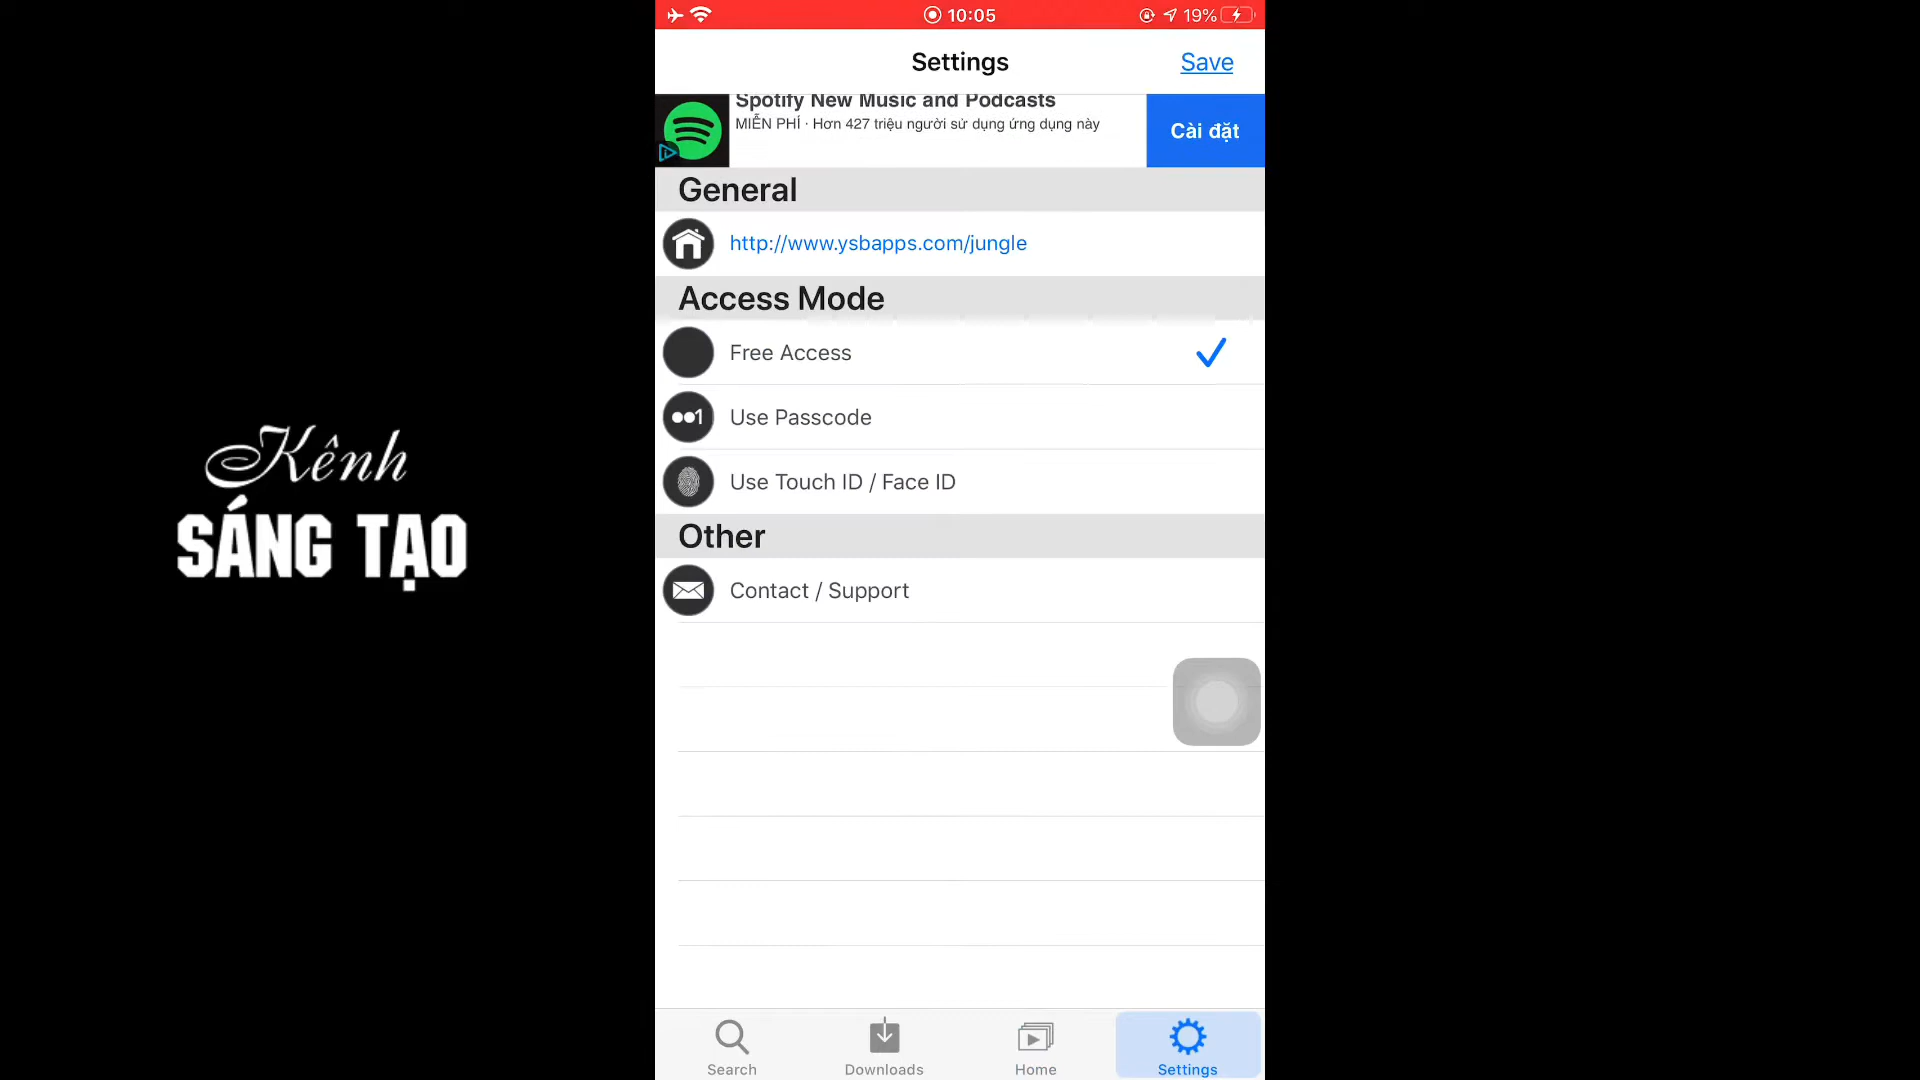 10:05
19%
Settings
Save
Spotify New Music and Podcasts
MIỄN PHÍ · Hơn 427 triệu người sử dụng ứng dụng này
Cài đặt
General
http://www.ysbapps.com/jungle
Access Mode
Free Access
1
Use Passcode
Use Touch ID / Face ID
Other
Contact / Support
Kênh
SÁNG TẠO
Search
Downloads
Home
Settings